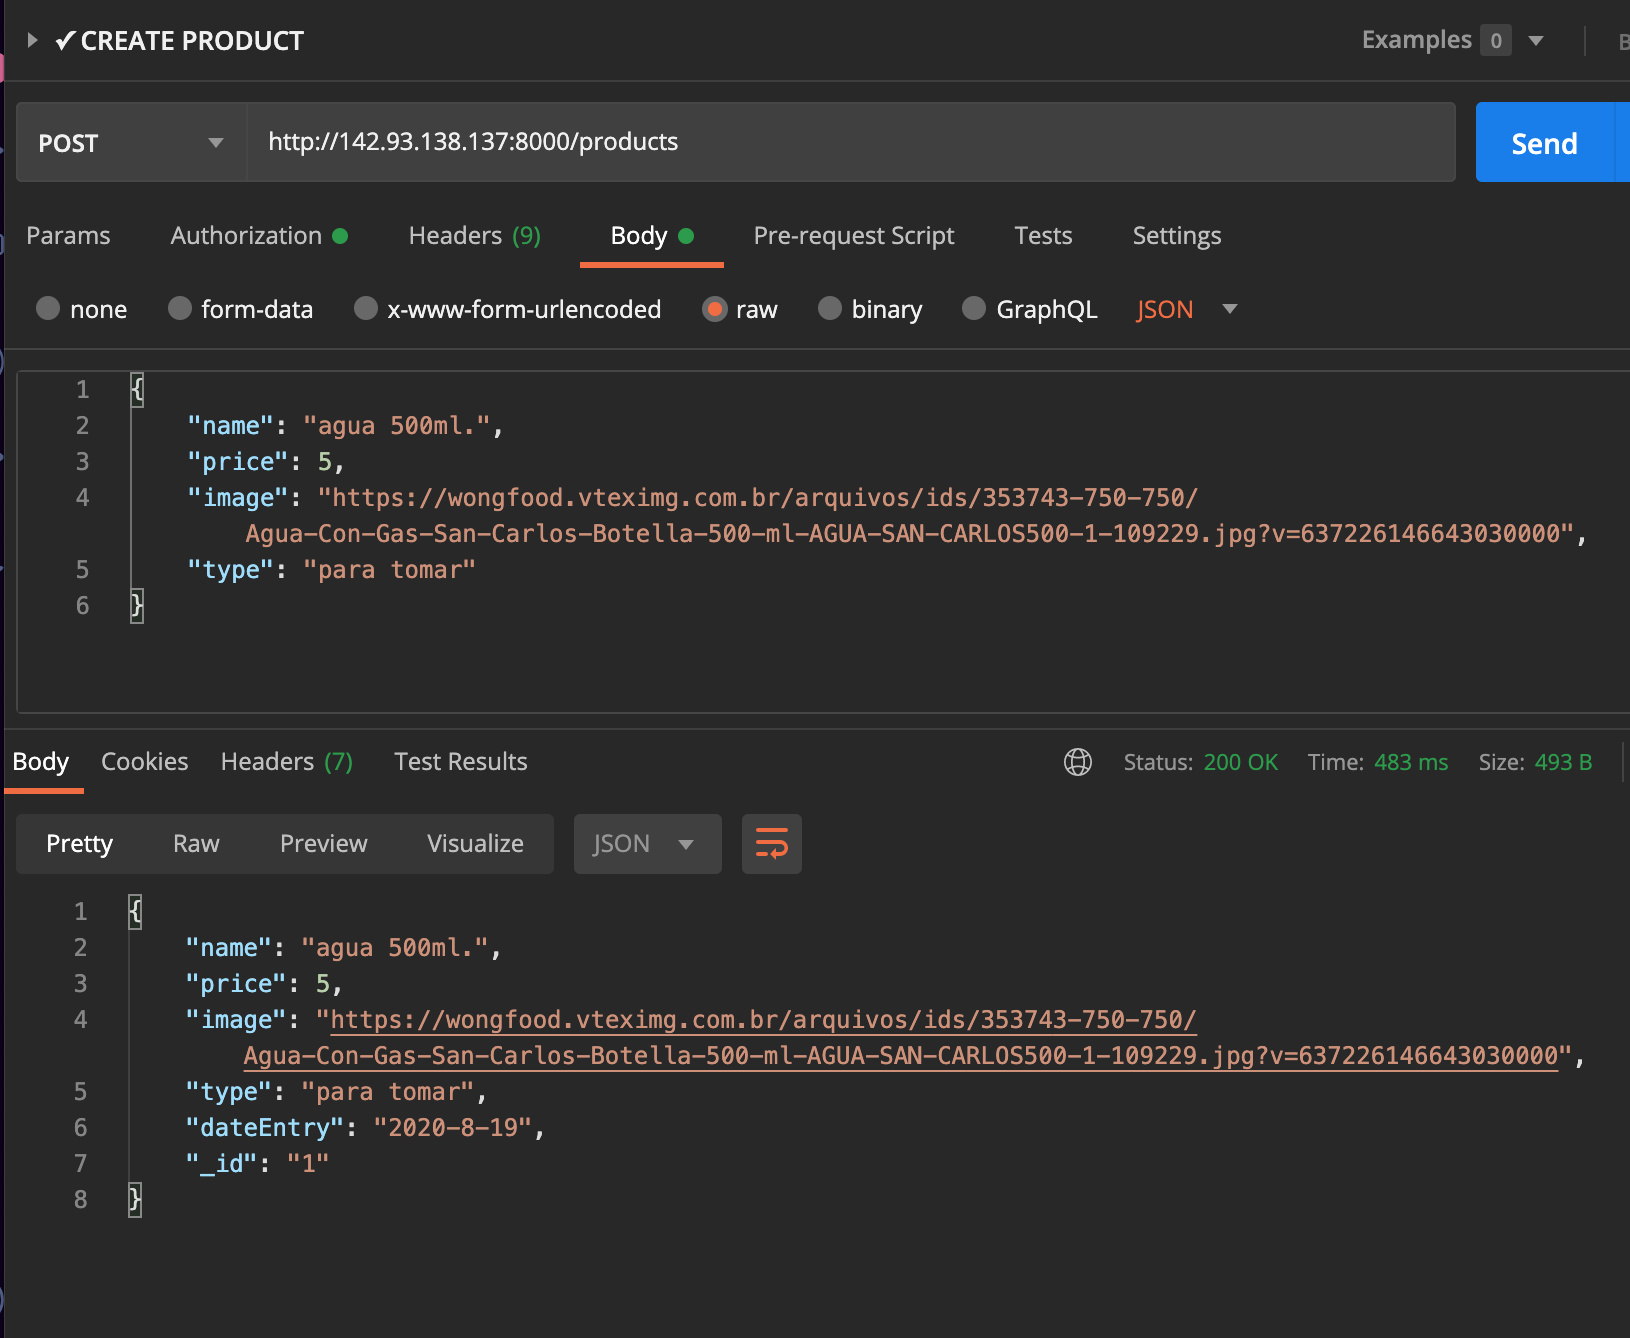 ✓CREATE PRODUCT
Examples 0
POST http://142.93.138.137:8000/products Send
Params Authorization Headers (9) Body Pre-request Script Tests Settings
none form-data x-www-form-urlencoded raw binary GraphQL JSON
1 {
2 "name": "agua 500ml.",
3 "price": 5,
4 "image": "https://wongfood.vteximg.com.br/arquivos/ids/353743-750-750/
Agua-Con-Gas-San-Carlos-Botella-500-ml-AGUA-SAN-CARLOS500-1-109229.jpg?v=637226146643030000",
5 "type": "para tomar"
6 }
Body Cookies Headers (7) Test Results Status: 200 OK Time: 483 ms Size: 493 B
Pretty Raw Preview Visualize JSON
1 {
2 "name": "agua 500ml.",
3 "price": 5,
4 "image": "https://wongfood.vteximg.com.br/arquivos/ids/353743-750-750/
Agua-Con-Gas-San-Carlos-Botella-500-ml-AGUA-SAN-CARLOS500-1-109229.jpg?v=637226146643030000",
5 "type": "para tomar",
6 "dateEntry": "2020-8-19",
7 "_id": "1"
8 }